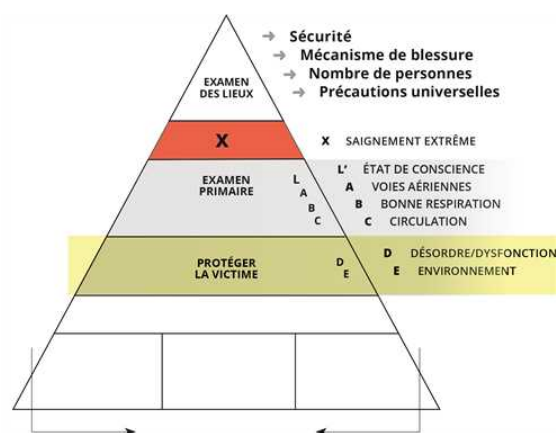 ➔ Sécurité
➔ Mécanisme de blessure
➔ Nombre de personnes
➔ Précautions universelles
EXAMEN
DES LIEUX
X
X SAIGNEMENT EXTRÊME
EXAMEN
PRIMAIRE
L
A
B
C
L' ÉTAT DE CONSCIENCE
A VOIES AÉRIENNES
B BONNE RESPIRATION
C CIRCULATION
PROTÉGER
LA VICTIME
D
E
D DÉSORDRE/DYSFONCTION
E ENVIRONNEMENT